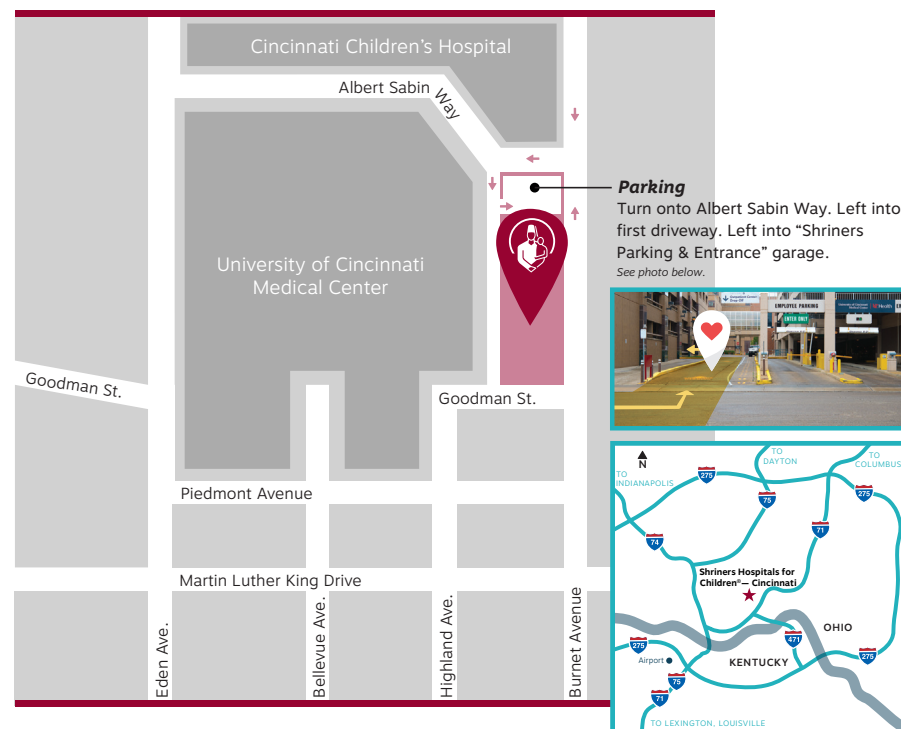 Cincinnati Children's Hospital
Albert Sabin Way
University of Cincinnati
Medical Center
Parking
Turn onto Albert Sabin Way. Left into
first driveway. Left into “Shriners
Parking & Entrance” garage.
See photo below.
EMPLOYEE PARKING
ENTER ONLY
Health
Goodman St.
Goodman St.
Piedmont Avenue
Martin Luther King Drive
Eden Ave.
Bellevue Ave.
Highland Ave.
Burnet Avenue
N
TO
INDIANAPOLIS
TO
DAYTON
TO
COLUMBUS
275
75
275
74
71
Shriners Hospitals for
Children®— Cincinnati
OHIO
275
471
275
Airport
KENTUCKY
75
71
TO LEXINGTON, LOUISVILLE